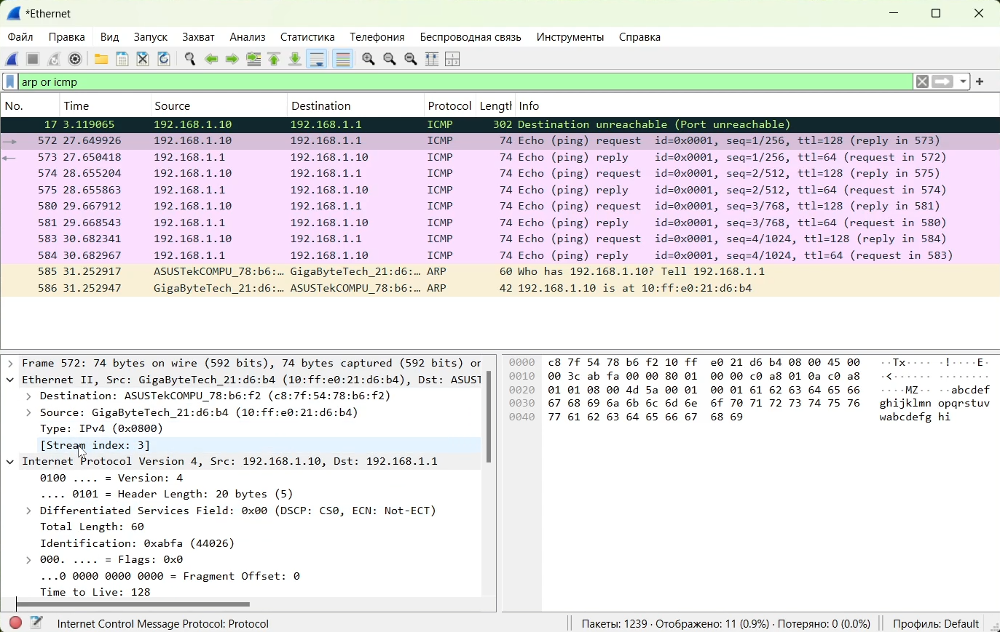 *Ethernet
Файл Правка Вид Запуск Захват Анализ Статистика Телефония Беспроводная связь Инструменты Справка
arp or icmp
No. Time Source Destination Protocol Lengtl Info
17 3.119065 192.168.1.10 192.168.1.1 ICMP 302 Destination unreachable (Port unreachable)
572 27.649926 192.168.1.10 192.168.1.1 ICMP 74 Echo (ping) request id=0x0001, seq=1/256, ttl=128 (reply in 573)
573 27.650418 192.168.1.1 192.168.1.10 ICMP 74 Echo (ping) reply id=0x0001, seq=1/256, ttl=64 (request in 572)
574 28.655204 192.168.1.10 192.168.1.1 ICMP 74 Echo (ping) request id=0x0001, seq=2/512, ttl=128 (reply in 575)
575 28.655863 192.168.1.1 192.168.1.10 ICMP 74 Echo (ping) reply id=0x0001, seq=2/512, ttl=64 (request in 574)
580 29.667912 192.168.1.10 192.168.1.1 ICMP 74 Echo (ping) request id=0x0001, seq=3/768, ttl=128 (reply in 581)
581 29.668543 192.168.1.1 192.168.1.10 ICMP 74 Echo (ping) reply id=0x0001, seq=3/768, ttl=64 (request in 580)
583 30.682341 192.168.1.10 192.168.1.1 ICMP 74 Echo (ping) request id=0x0001, seq=4/1024, ttl=128 (reply in 584)
584 30.682967 192.168.1.1 192.168.1.10 ICMP 74 Echo (ping) reply id=0x0001, seq=4/1024, ttl=64 (request in 583)
585 31.252917 ASUSTekCOMPU_78:b6:… GigaByteTech_21:d6:… ARP 60 Who has 192.168.1.10? Tell 192.168.1.1
586 31.252947 GigaByteTech_21:d6:… ASUSTekCOMPU_78:b6:… ARP 42 192.168.1.10 is at 10:ff:e0:21:d6:b4
Frame 572: 74 bytes on wire (592 bits), 74 bytes captured (592 bits) or
Ethernet II, Src: GigaByteTech_21:d6:b4 (10:ff:e0:21:d6:b4), Dst: ASUST
Destination: ASUSTekCOMPU_78:b6:f2 (c8:7f:54:78:b6:f2)
Source: GigaByteTech_21:d6:b4 (10:ff:e0:21:d6:b4)
Type: IPv4 (0x0800)
[Stream index: 3]
Internet Protocol Version 4, Src: 192.168.1.10, Dst: 192.168.1.1
0100 .... = Version: 4
.... 0101 = Header Length: 20 bytes (5)
Differentiated Services Field: 0x00 (DSCP: CS0, ECN: Not-ECT)
Total Length: 60
Identification: 0xabfa (44026)
000. .... = Flags: 0x0
...0 0000 0000 0000 = Fragment Offset: 0
Time to Live: 128
0000 c8 7f 54 78 b6 f2 10 ff e0 21 d6 b4 08 00 45 00 ··Tx···· ·!····E·
0010 00 3c ab fa 00 00 80 01 00 00 c0 a8 01 0a c0 a8 ·<······ ········
0020 01 01 08 00 4d 5a 00 01 00 01 61 62 63 64 65 66 ····MZ·· ··abcdef
0030 67 68 69 6a 6b 6c 6d 6e 6f 70 71 72 73 74 75 76 ghijklmn opqrstuv
0040 77 61 62 63 64 65 66 67 68 69 wabcdefg hi
Internet Control Message Protocol: Protocol
Пакеты: 1239 · Отображено: 11 (0.9%) · Потеряно: 0 (0.0%)
Профиль: Default